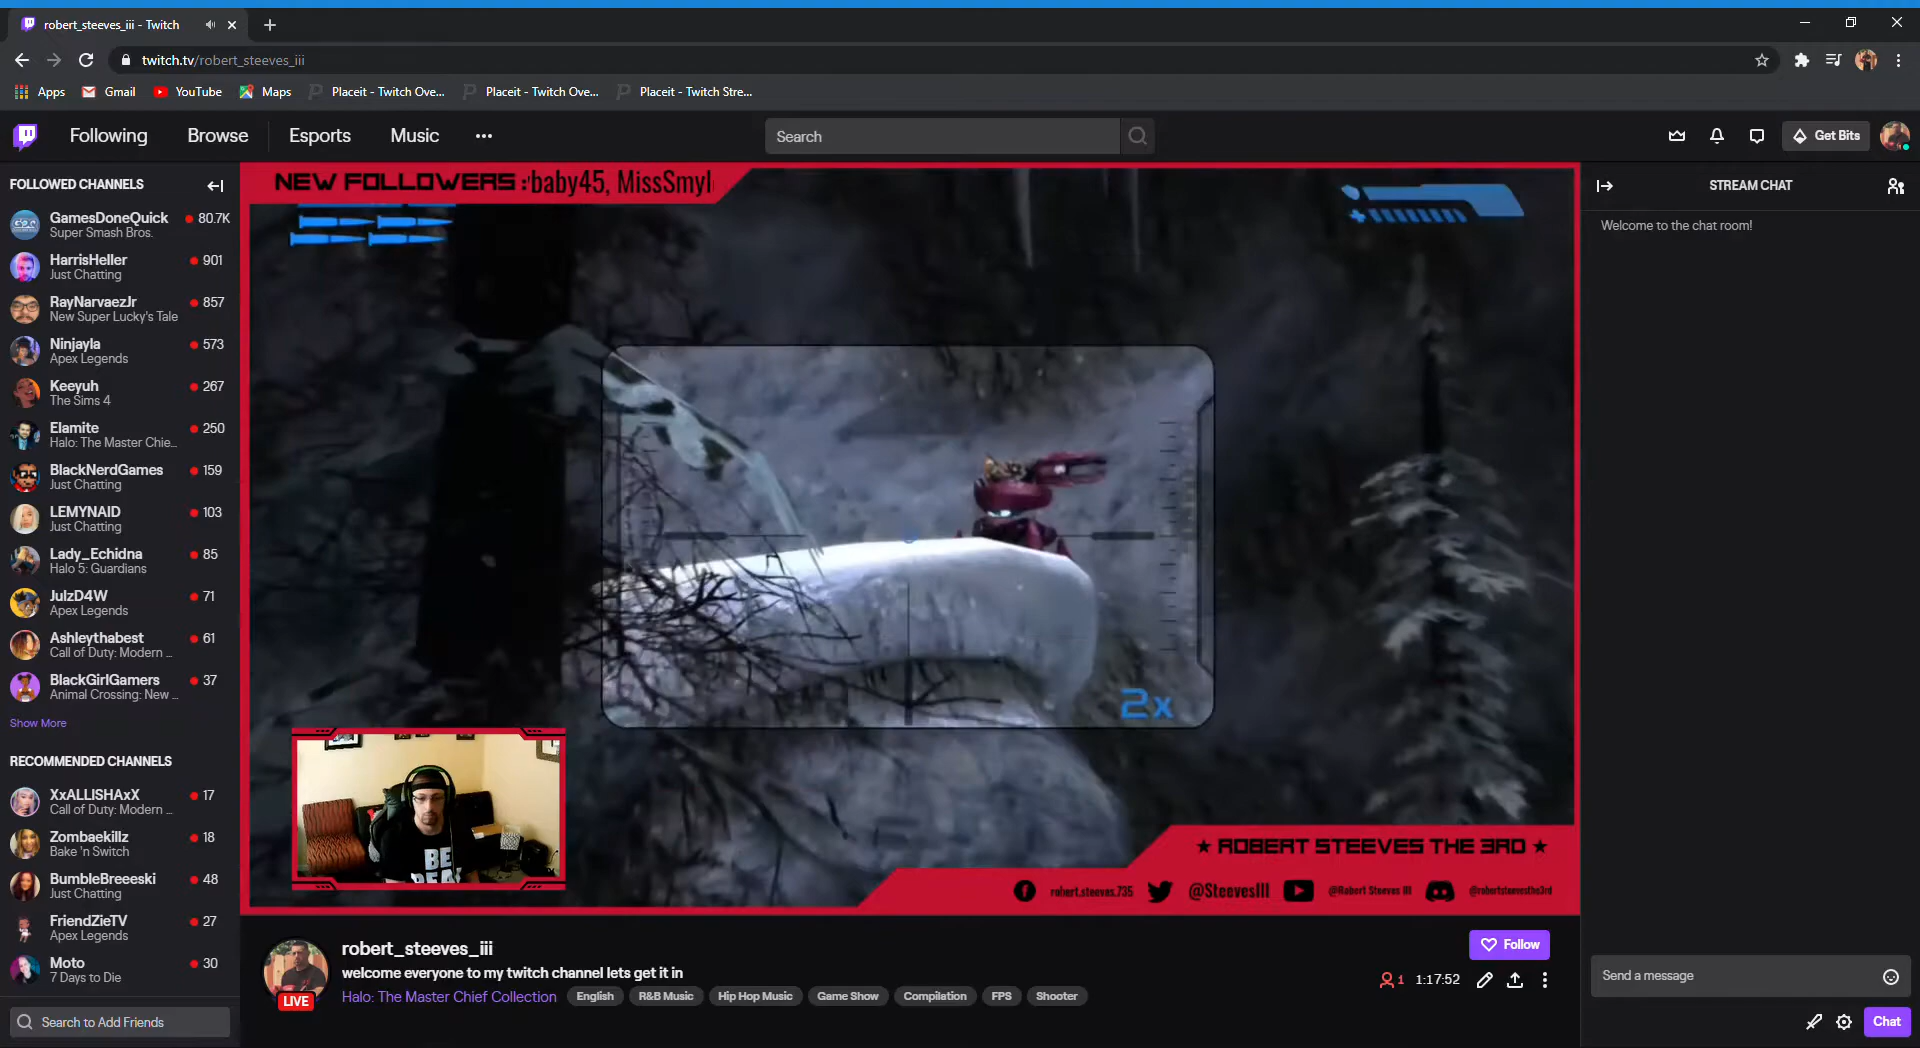 robert_steeves_iii - Twitch
twitch.tv/robert_steeves_iii
Apps Gmail YouTube Maps Placeit - Twitch Ove... Placeit - Twitch Ove... Placeit - Twitch Stre...
Following Browse Esports Music Search Get Bits
FOLLOWED CHANNELS
GamesDoneQuick 80.7K
Super Smash Bros.
HarrisHeller 901
Just Chatting
RayNarvaezJr 857
New Super Lucky's Tale
Ninjayla 573
Apex Legends
Keeyuh 267
The Sims 4
Elamite 250
Halo: The Master Chie...
BlackNerdGames 159
Just Chatting
LEMYNAID 103
Just Chatting
Lady_Echidna 85
Halo 5: Guardians
JulzD4W 71
Apex Legends
Ashleythabest 61
Call of Duty: Modern ...
BlackGirlGamers 37
Animal Crossing: New ...
Show More
RECOMMENDED CHANNELS
XxALLISHAxX 17
Call of Duty: Modern ...
Zombaekillz 18
Bake 'n Switch
BumbleBreeeski 48
Just Chatting
FriendZieTV 27
Apex Legends
Moto 30
7 Days to Die
Search to Add Friends
NEW FOLLOWERS : baby45, MissSmyl
2x
BE
REAL
★ ROBERT STEEVES THE 3RD ★
robert.steeves.735 @SteevesIII @Robert Steeves III @robertsteevesthe3rd
robert_steeves_iii
welcome everyone to my twitch channel lets get it in
LIVE
Halo: The Master Chief Collection English R&B Music Hip Hop Music Game Show Compilation FPS Shooter
Follow
1 1:17:52
STREAM CHAT
Welcome to the chat room!
Send a message
Chat